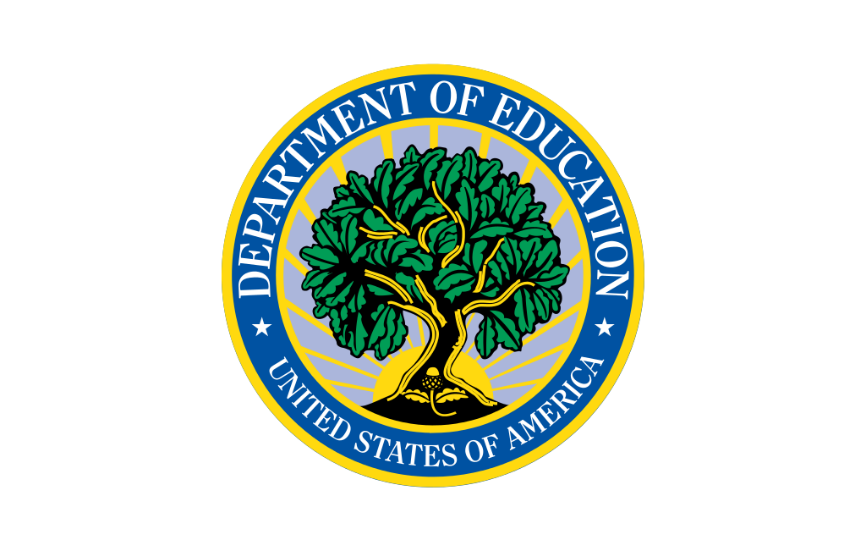 DEPARTMENT OF EDUCATION
UNITED STATES OF AMERICA